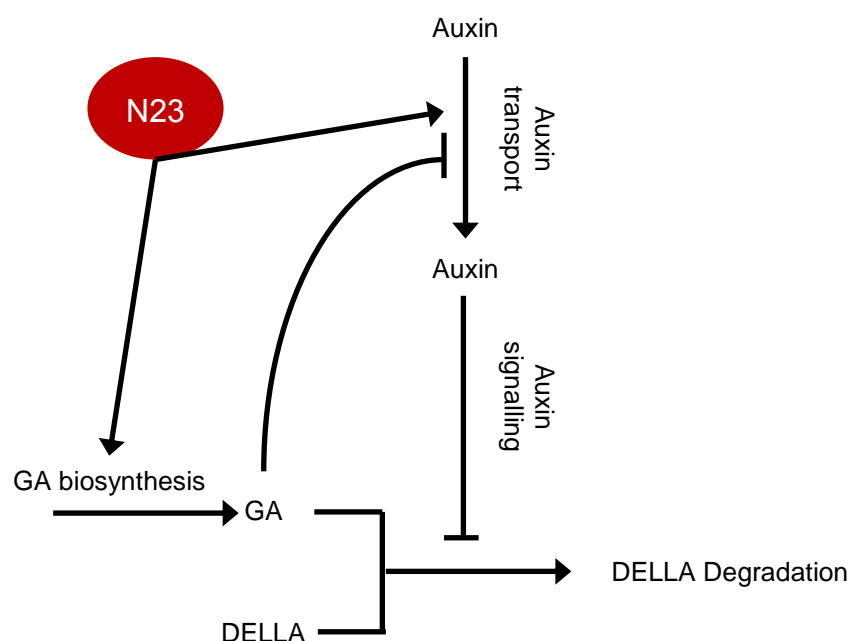 Auxin
N23
Auxin
transport
Auxin
Auxin
signalling
GA biosynthesis
GA
DELLA Degradation
DELLA